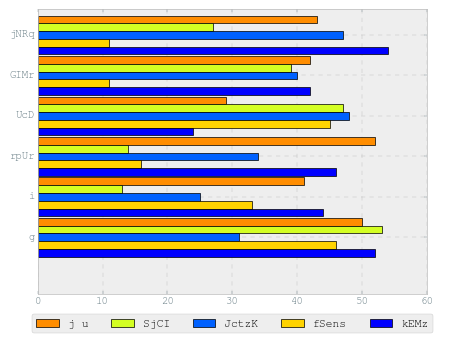 jNRq
GIMr
UcD
rpUr
i
g
0 10 20 30 40 50 60
j u SjCI JctzK fSens kEMz